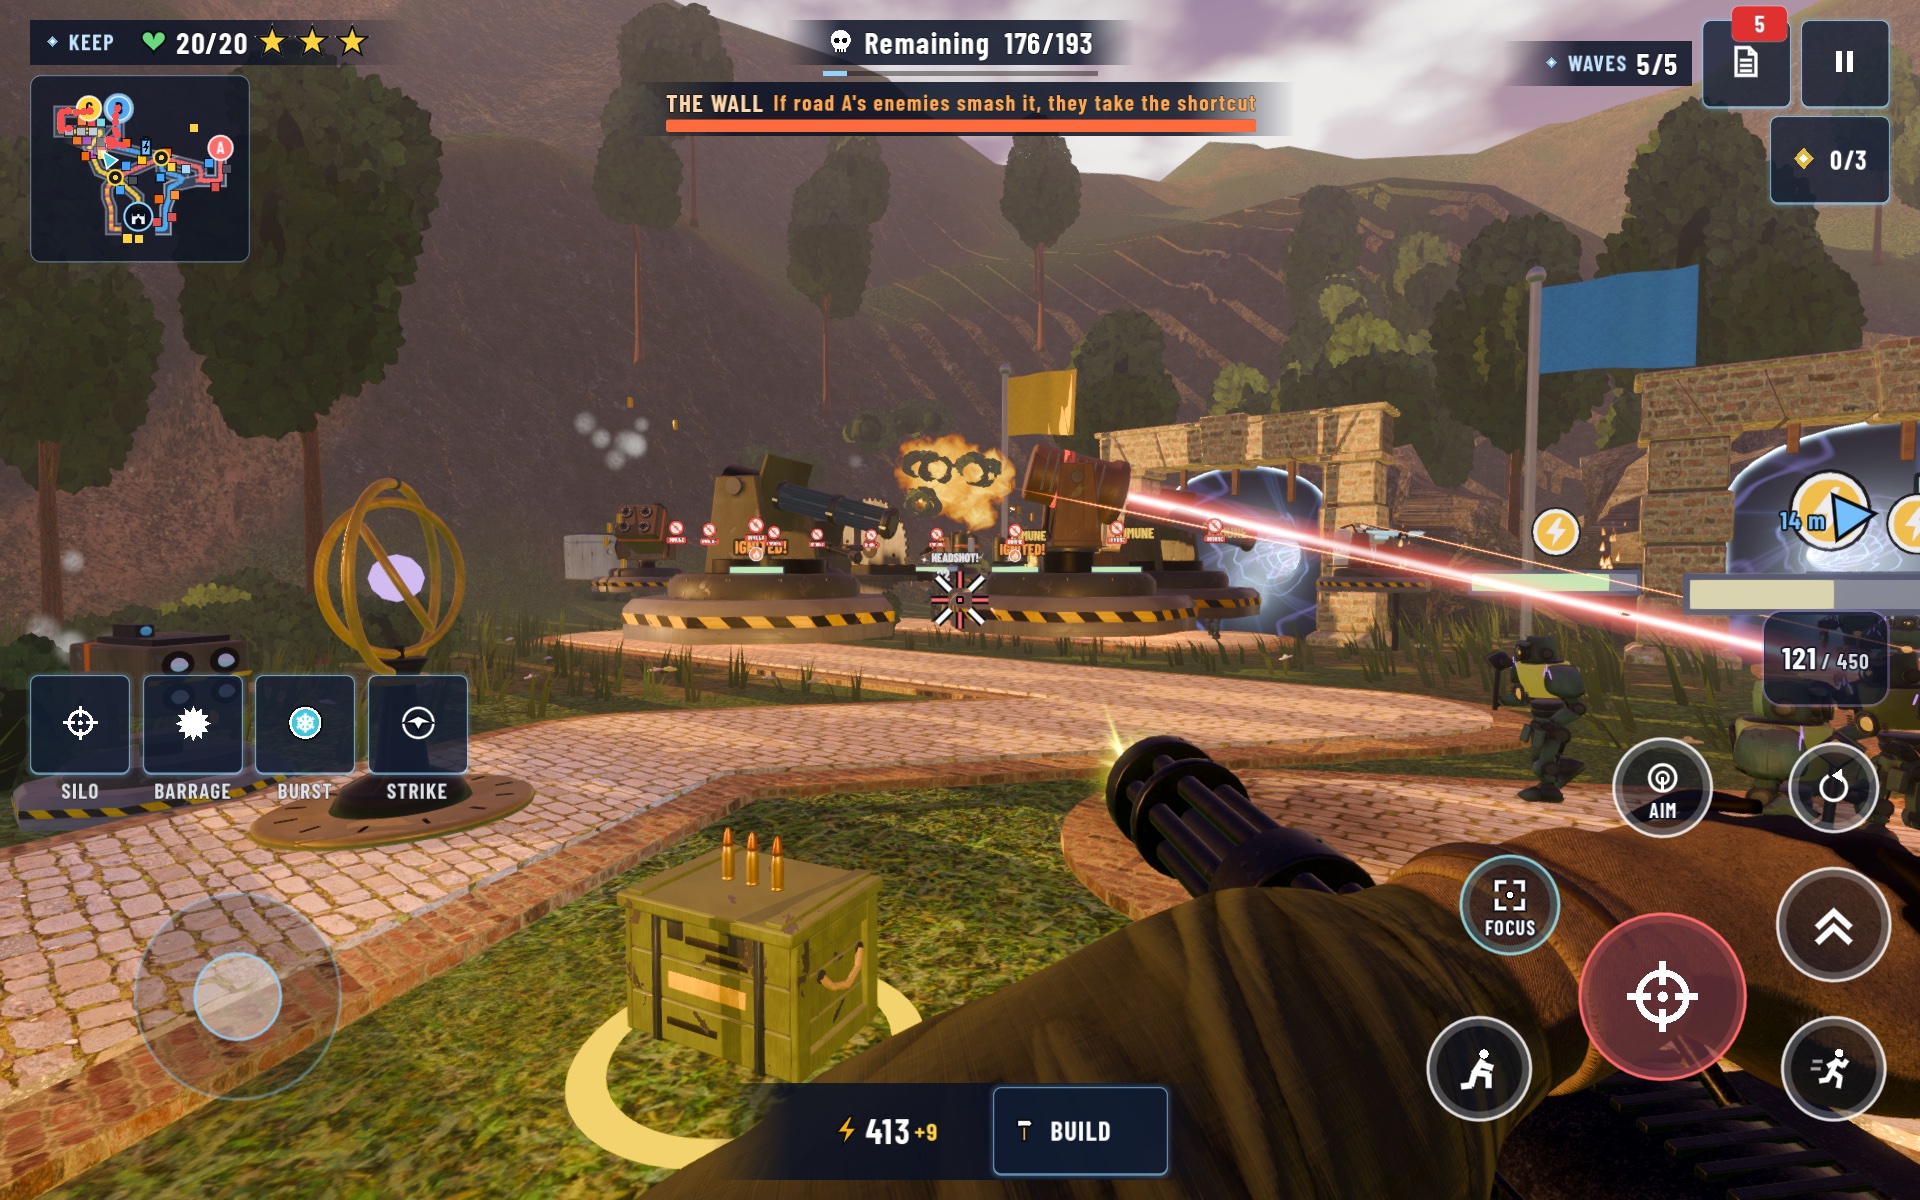 KEEP 20/20
Remaining 176/193
WAVES 5/5
5
THE WALL If road A's enemies smash it, they take the shortcut
0/3
A
IGNITED!
HEADSHOT!
14 m
121 / 450
SILO
BARRAGE
BURST
STRIKE
AIM
FOCUS
413 +9
BUILD